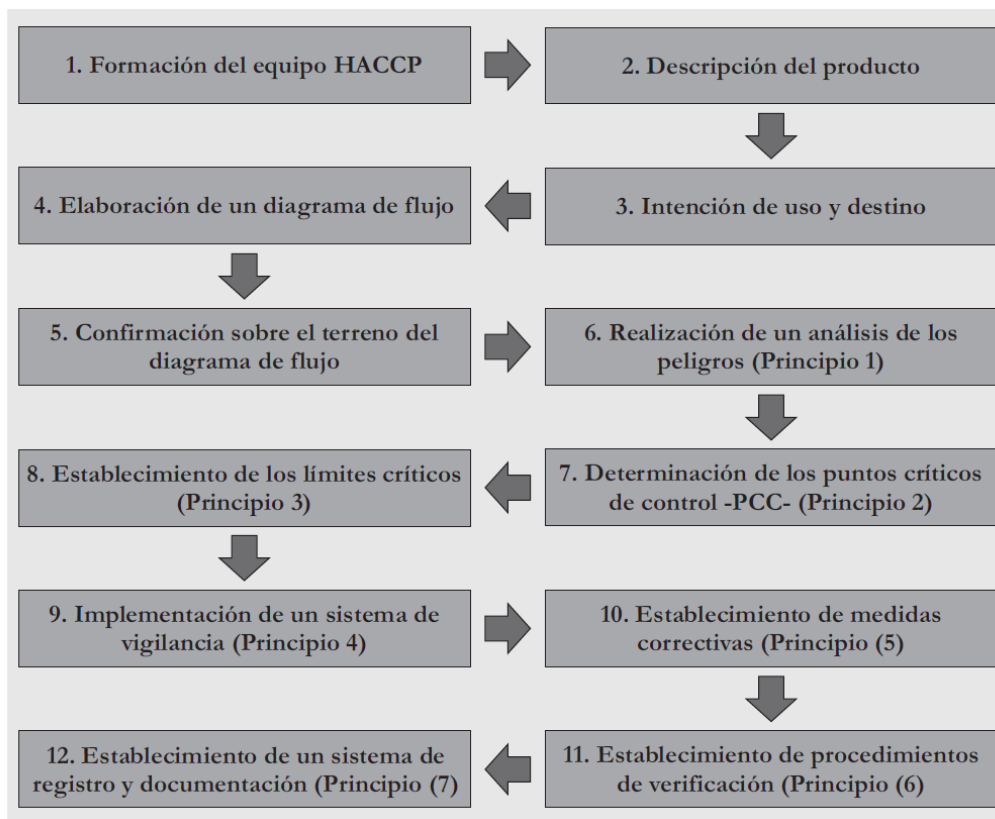 1. Formación del equipo HACCP
2. Descripción del producto
3. Intención de uso y destino
4. Elaboración de un diagrama de flujo
5. Confirmación sobre el terreno del
diagrama de flujo
6. Realización de un análisis de los
peligros (Principio 1)
7. Determinación de los puntos críticos
de control -PCC- (Principio 2)
8. Establecimiento de los límites críticos
(Principio 3)
9. Implementación de un sistema de
vigilancia (Principio 4)
10. Establecimiento de medidas
correctivas (Principio (5)
11. Establecimiento de procedimientos
de verificación (Principio (6)
12. Establecimiento de un sistema de
registro y documentación (Principio (7)